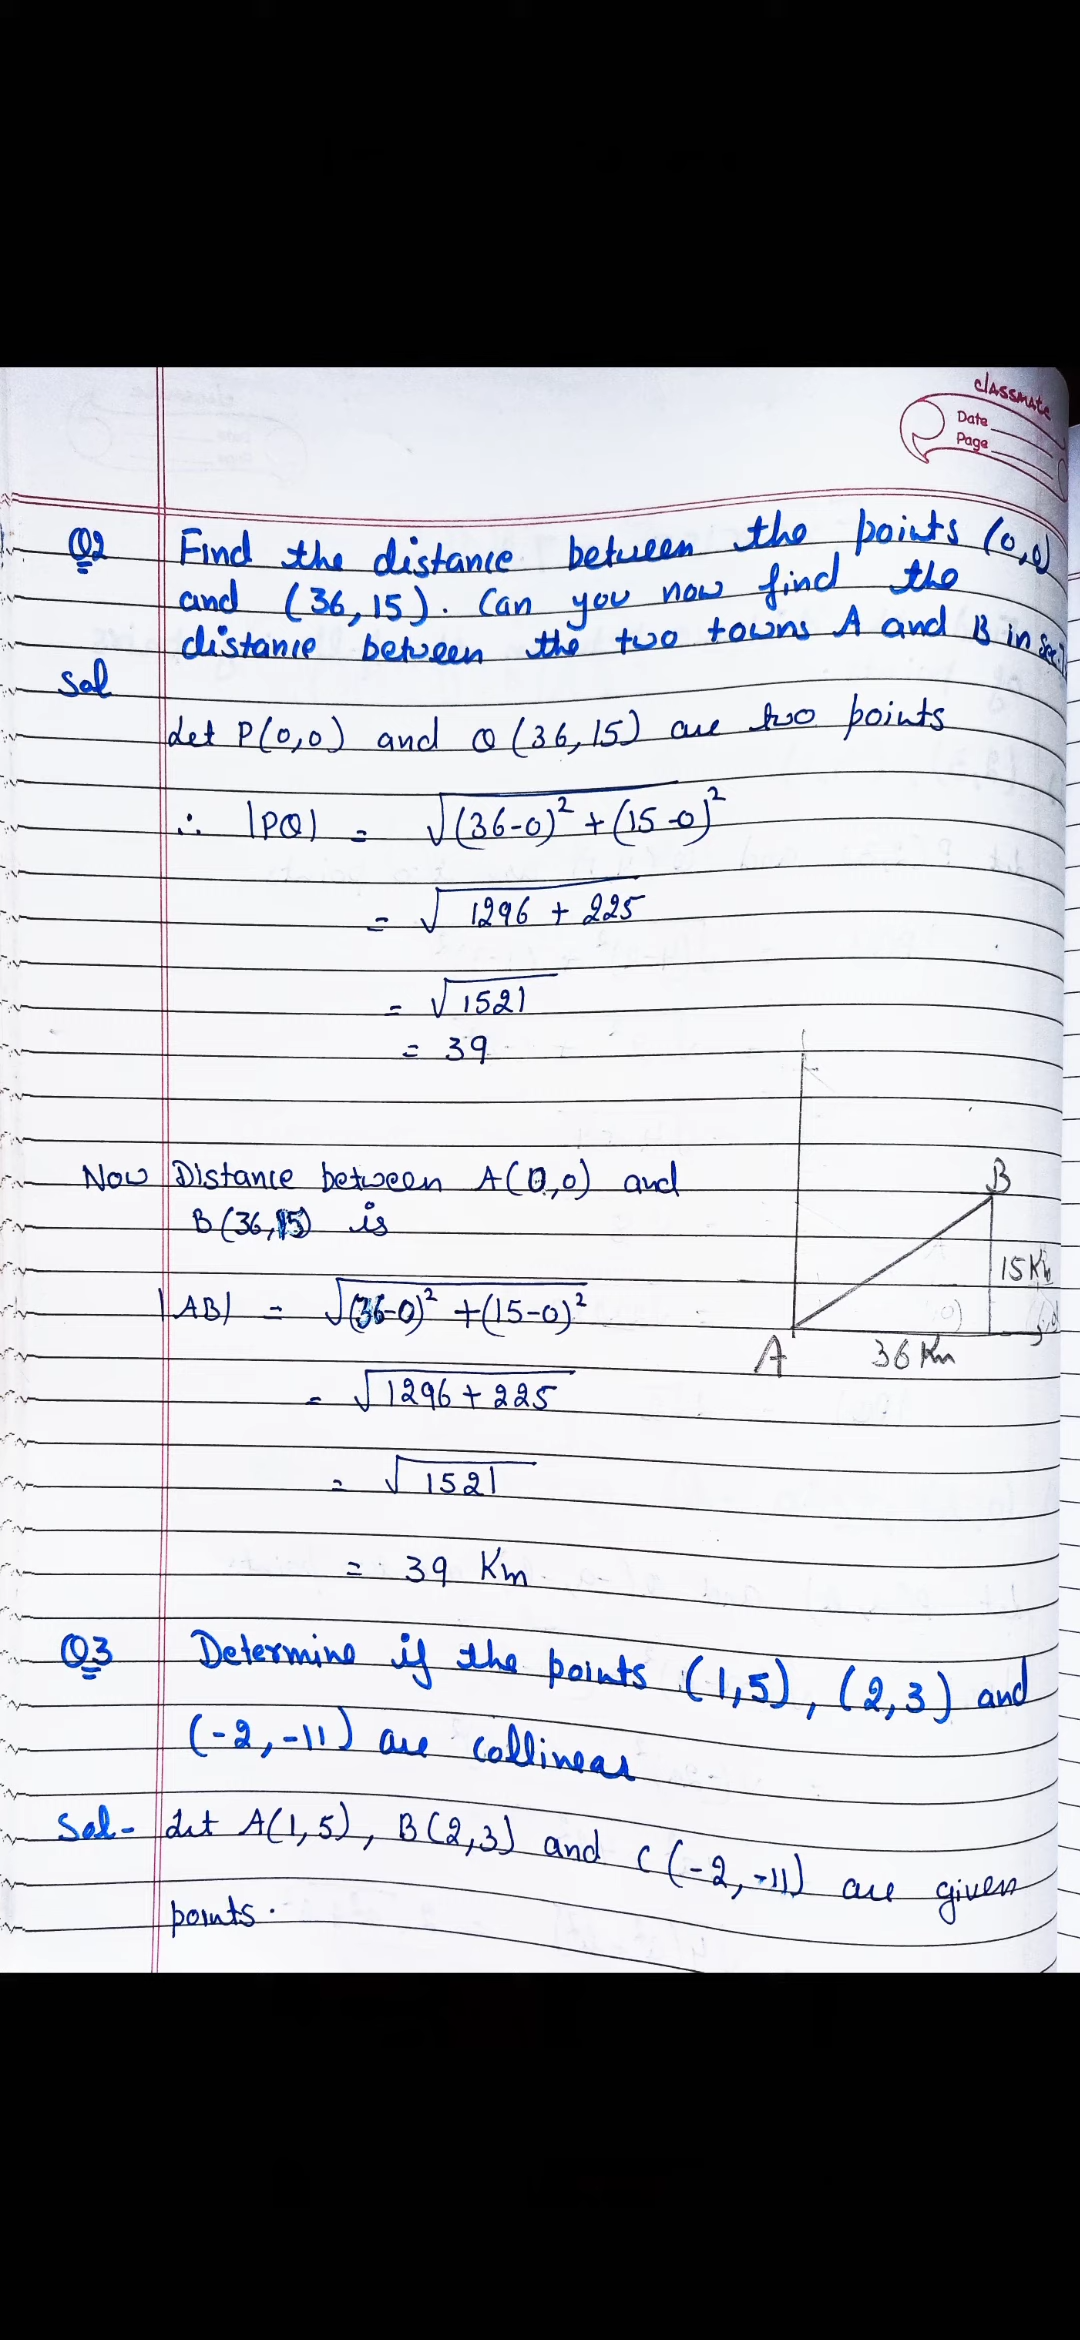 classmate
Date
Page
Q2 Find the distance between the points (0,0)
and (36,15). Can you now find the
distance between the two towns A and B in Sec.7.
Sol
Let P(0,0) and Q(36,15) are two points
∴ |PQ| = √(36-0)² + (15-0)²
= √1296 + 225
= √1521
= 39
Now Distance between A(0,0) and
B(36,15) is
|AB| = √(36-0)² + (15-0)²
= √1296 + 225
= √1521
= 39 Km
B
15 Km
A
36 Km
Q3 Determine if the points (1,5), (2,3) and
(-2,-11) are collinear
Sol- Let A(1,5), B(2,3) and C(-2,-11) are given
points.